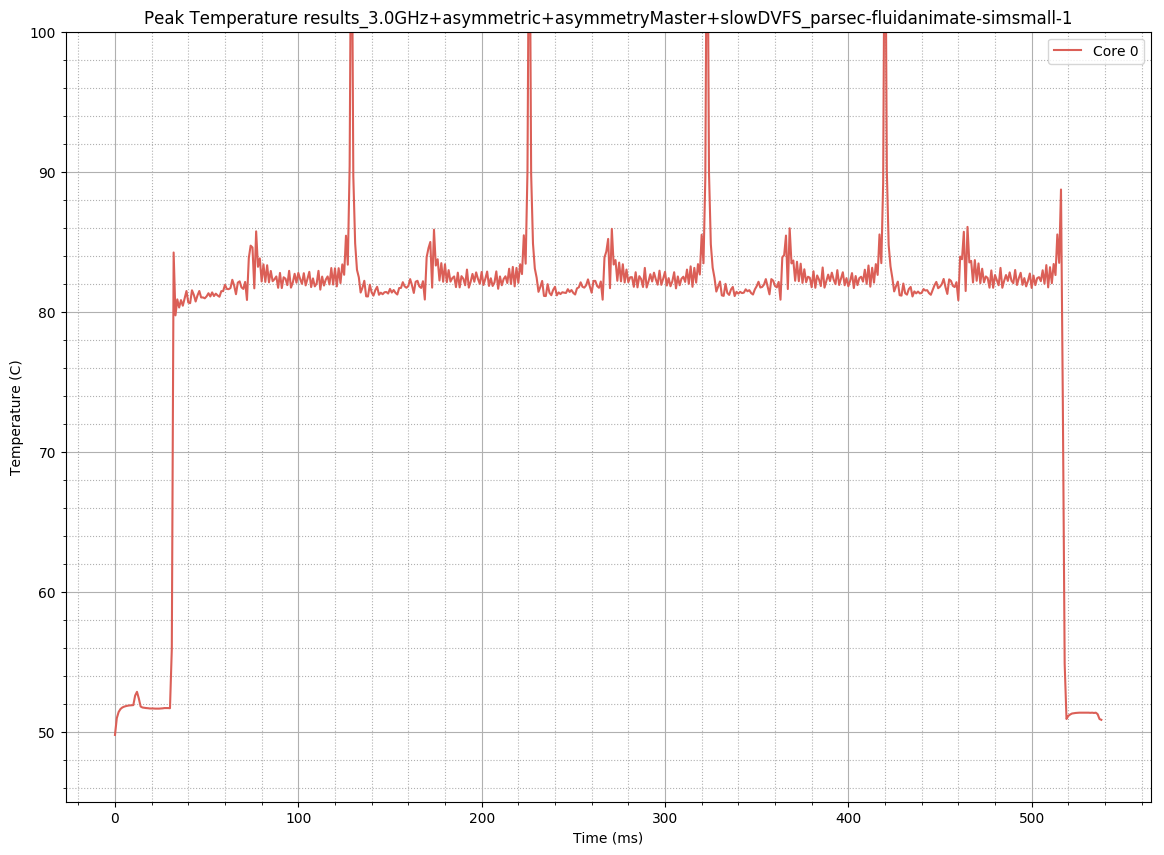 Peak Temperature results_3.0GHz+asymmetric+asymmetryMaster+slowDVFS_parsec-fluidanimate-simsmall-1
Core 0
100
90
80
70
60
50
Temperature (C)
0 100 200 300 400 500
Time (ms)